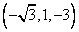 (-√3, 1, -3)